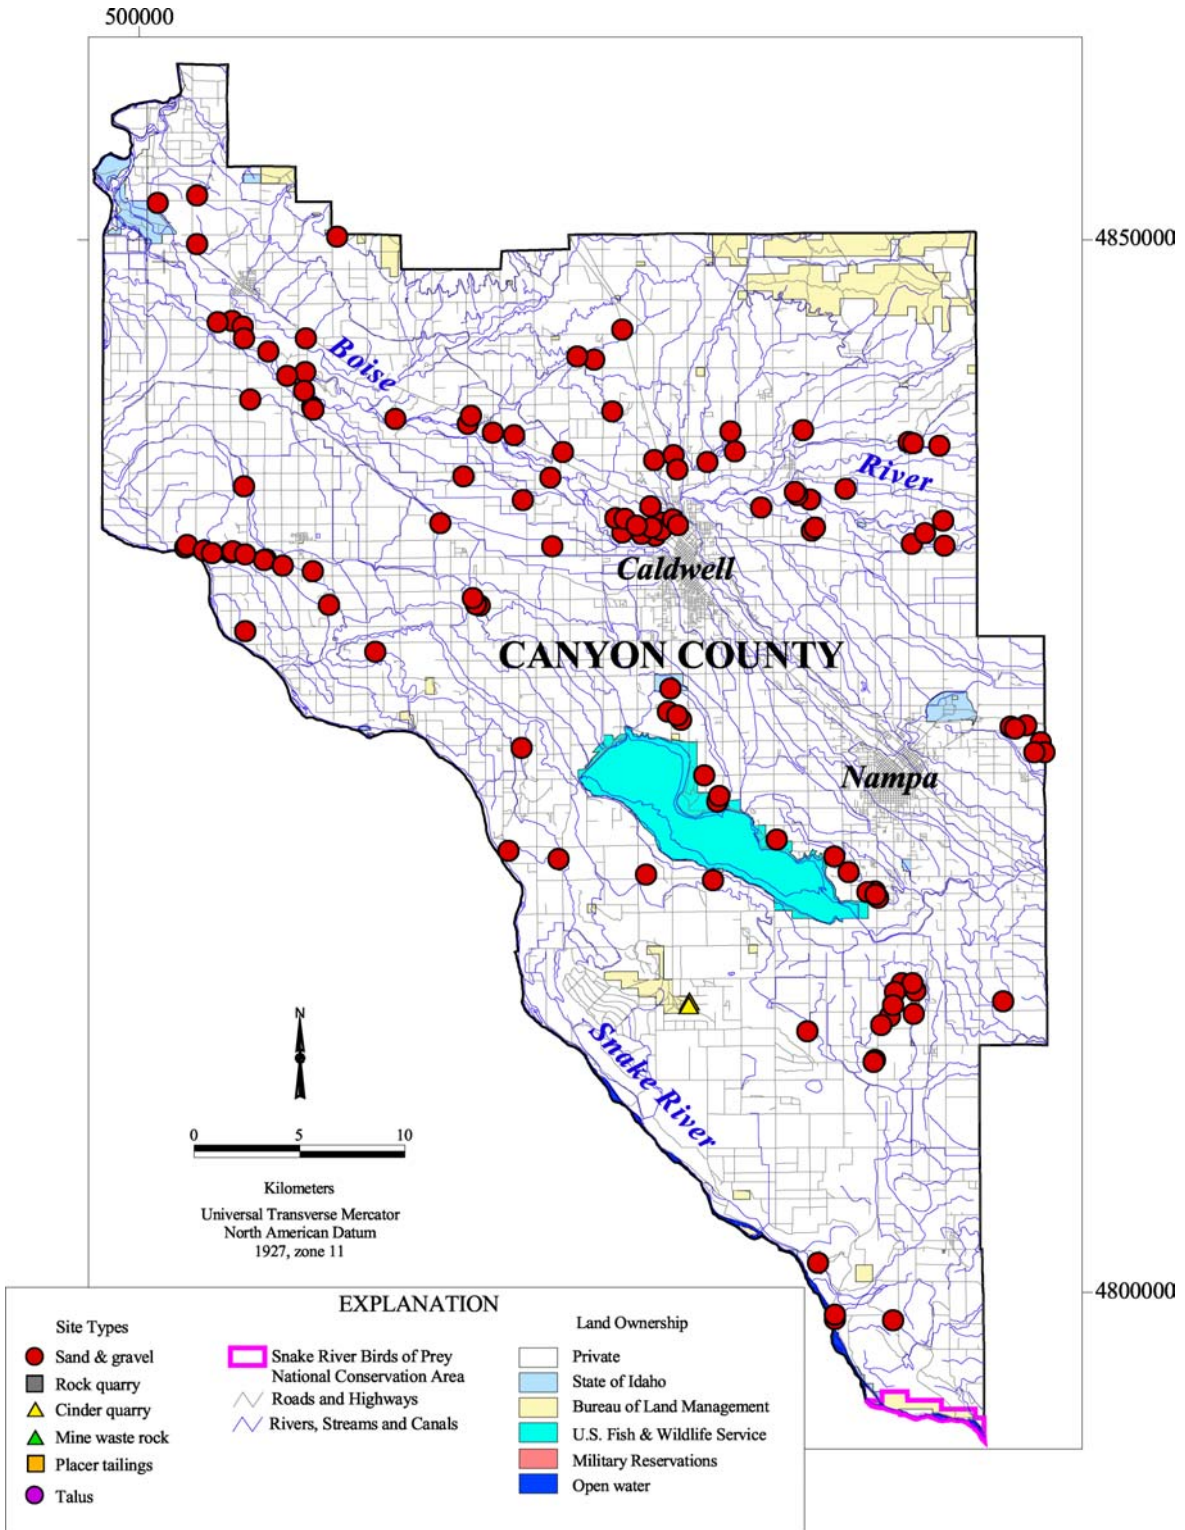 500000
4850000
Boise
River
Caldwell
CANYON COUNTY
Nampa
Snake River
N
0 5 10
Kilometers
Universal Transverse Mercator
North American Datum
1927, zone 11
4800000
EXPLANATION
Site Types
Sand & gravel
Rock quarry
Cinder quarry
Mine waste rock
Placer tailings
Talus
Snake River Birds of Prey
National Conservation Area
Roads and Highways
Rivers, Streams and Canals
Land Ownership
Private
State of Idaho
Bureau of Land Management
U.S. Fish & Wildlife Service
Military Reservations
Open water